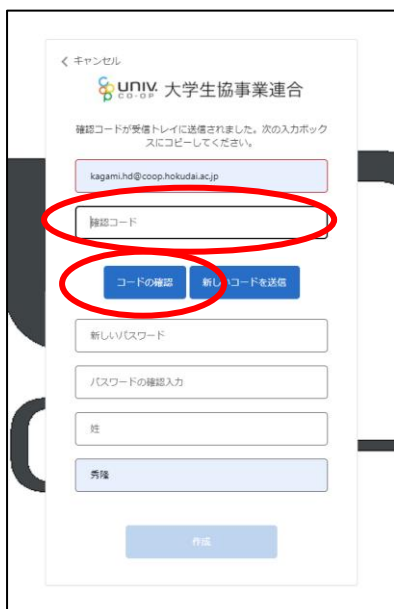 キャンセル
univ. CO-OP 大学生協事業連合
確認コードが受信トレイに送信されました。次の入力ボック
スにコピーしてください。
kagami.hd@coop.hokudai.ac.jp
確認コード
コードの確認 新しいコードを送信
新しいパスワード
パスワードの確認入力
姓
秀隆
作成